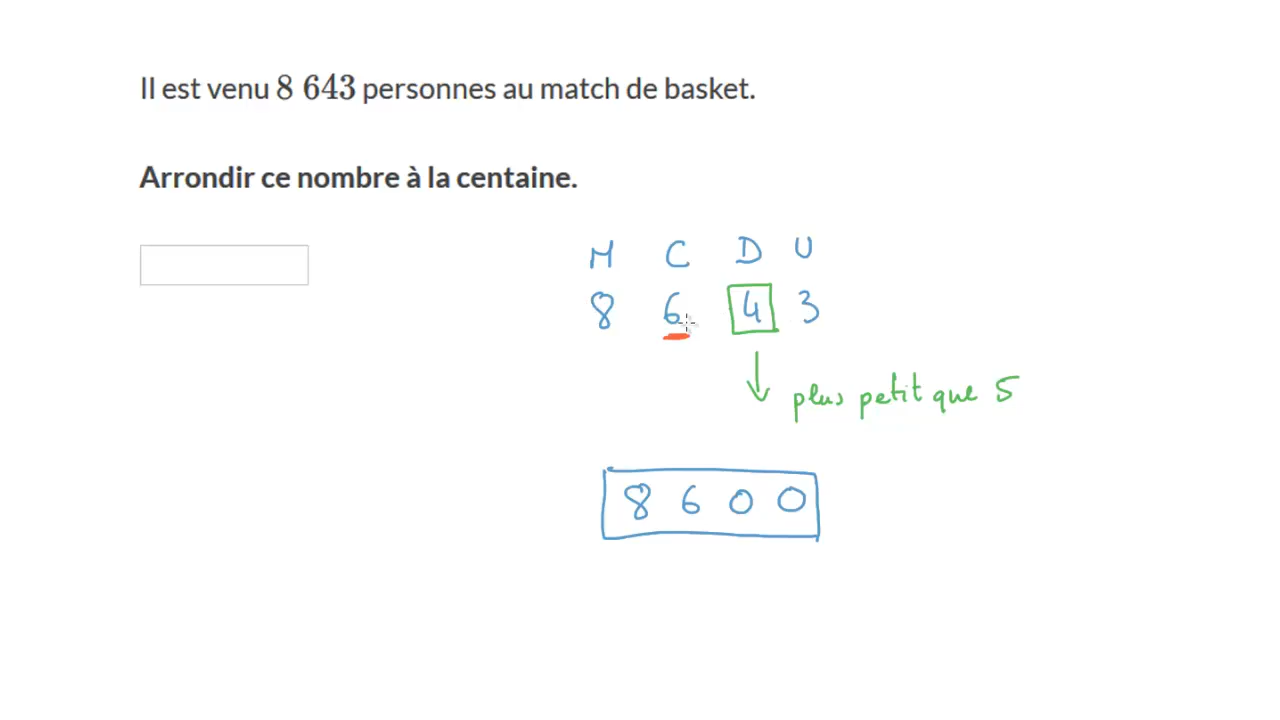 Il est venu 8 643 personnes au match de basket.
Arrondir ce nombre à la centaine.
M C D U
8 6 4 3
plus petit que 5
8 6 0 0